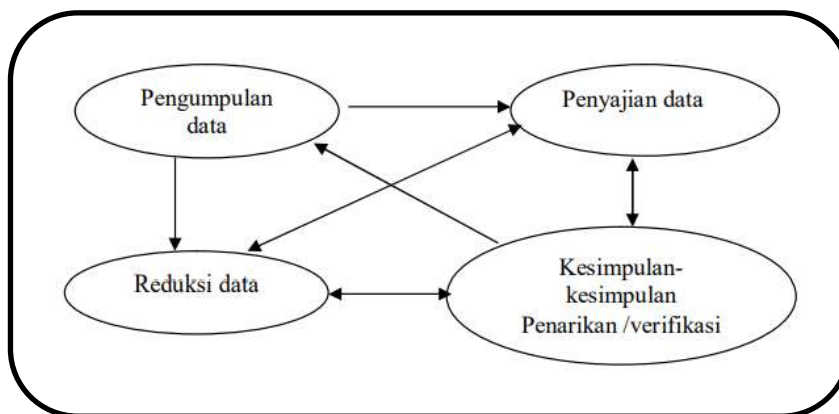 Pengumpulan
data
Penyajian data
Reduksi data
Kesimpulan-
kesimpulan
Penarikan /verifikasi